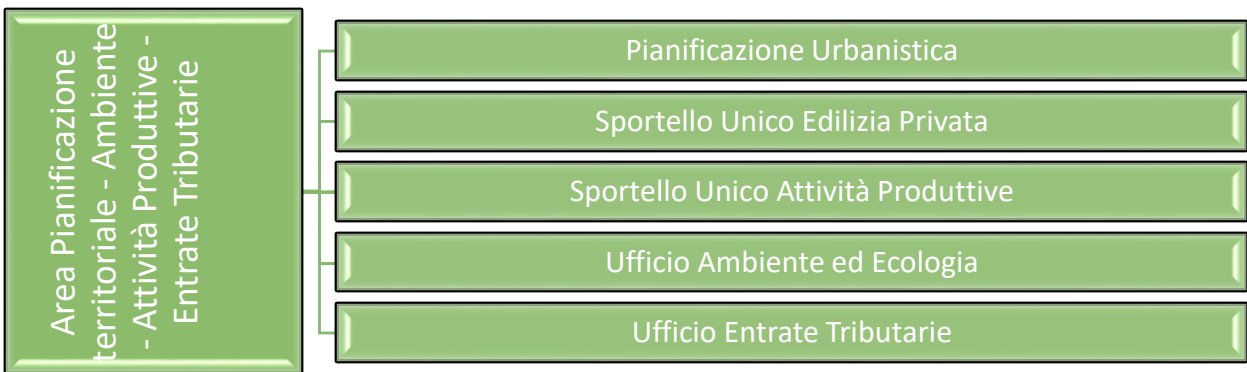 Area Pianificazione
territoriale - Ambiente
- Attività Produttive -
Entrate Tributarie
Pianificazione Urbanistica
Sportello Unico Edilizia Privata
Sportello Unico Attività Produttive
Ufficio Ambiente ed Ecologia
Ufficio Entrate Tributarie